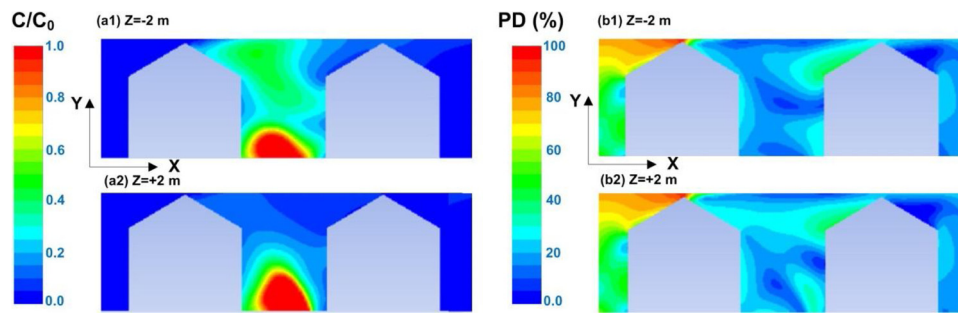 C/C₀
(a1) Z=-2 m
PD (%)
(b1) Z=-2 m
1.0
0.8
0.6
0.4
0.2
0.0
Y
X
(a2) Z=+2 m
100
80
60
40
20
0
Y
X
(b2) Z=+2 m